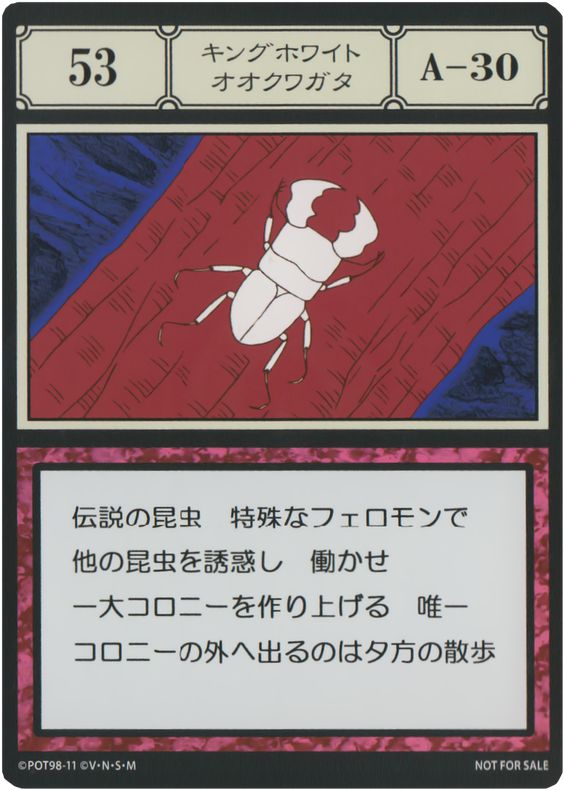 53
キングホワイト
オオクワガタ
A-30
伝説の昆虫　特殊なフェロモンで
他の昆虫を誘惑し　働かせ
一大コロニーを作り上げる　唯一
コロニーの外へ出るのは夕方の散歩
©POT98-11 ©V・N・S・M
NOT FOR SALE